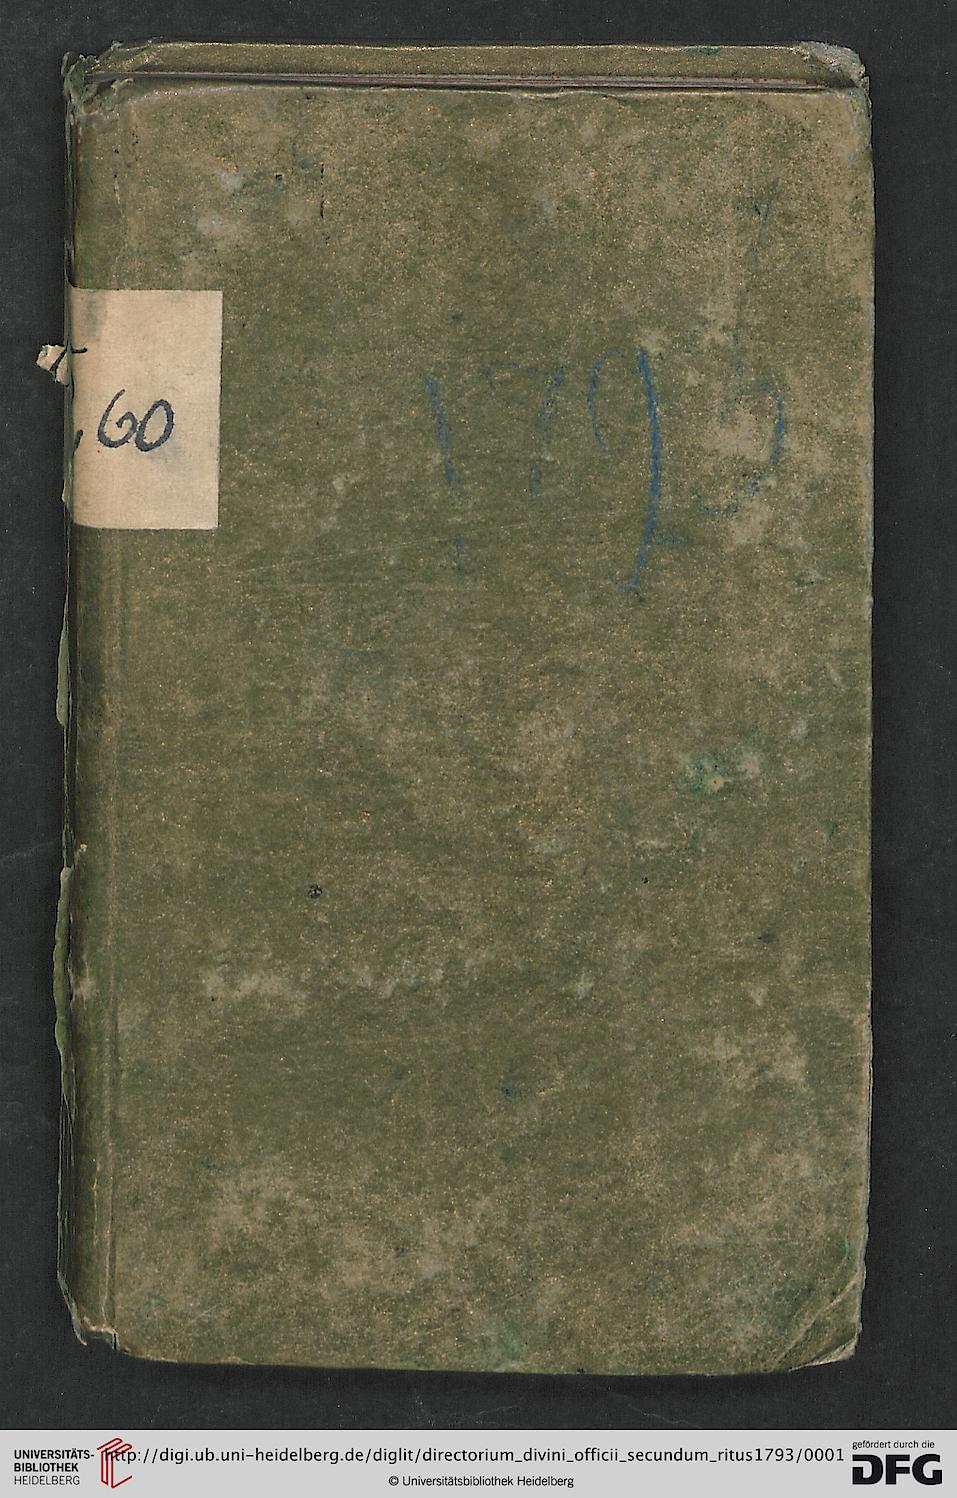 1793
,60
UNIVERSITÄTS-
BIBLIOTHEK
HEIDELBERG
http://digi.ub.uni-heidelberg.de/diglit/directorium_divini_officii_secundum_ritus1793/0001
© Universitätsbibliothek Heidelberg
gefördert durch die
DFG